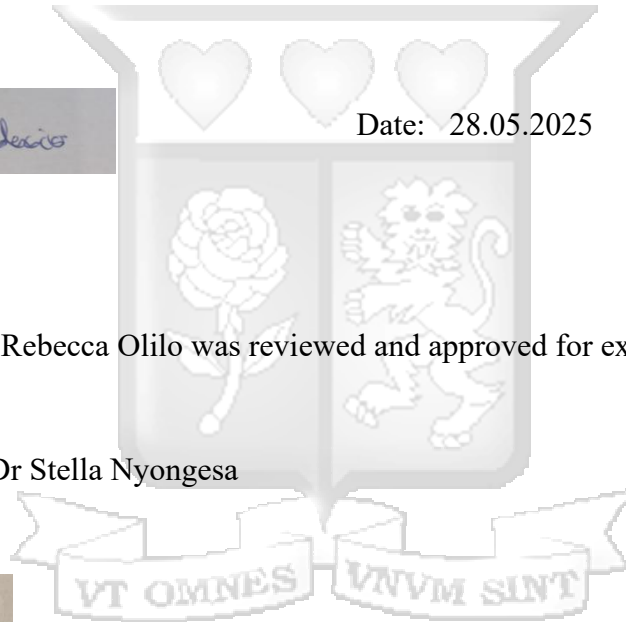 Date: 28.05.2025
Rebecca Olilo was reviewed and approved for ex
Dr Stella Nyongesa
VT OMNES VNVM SINT